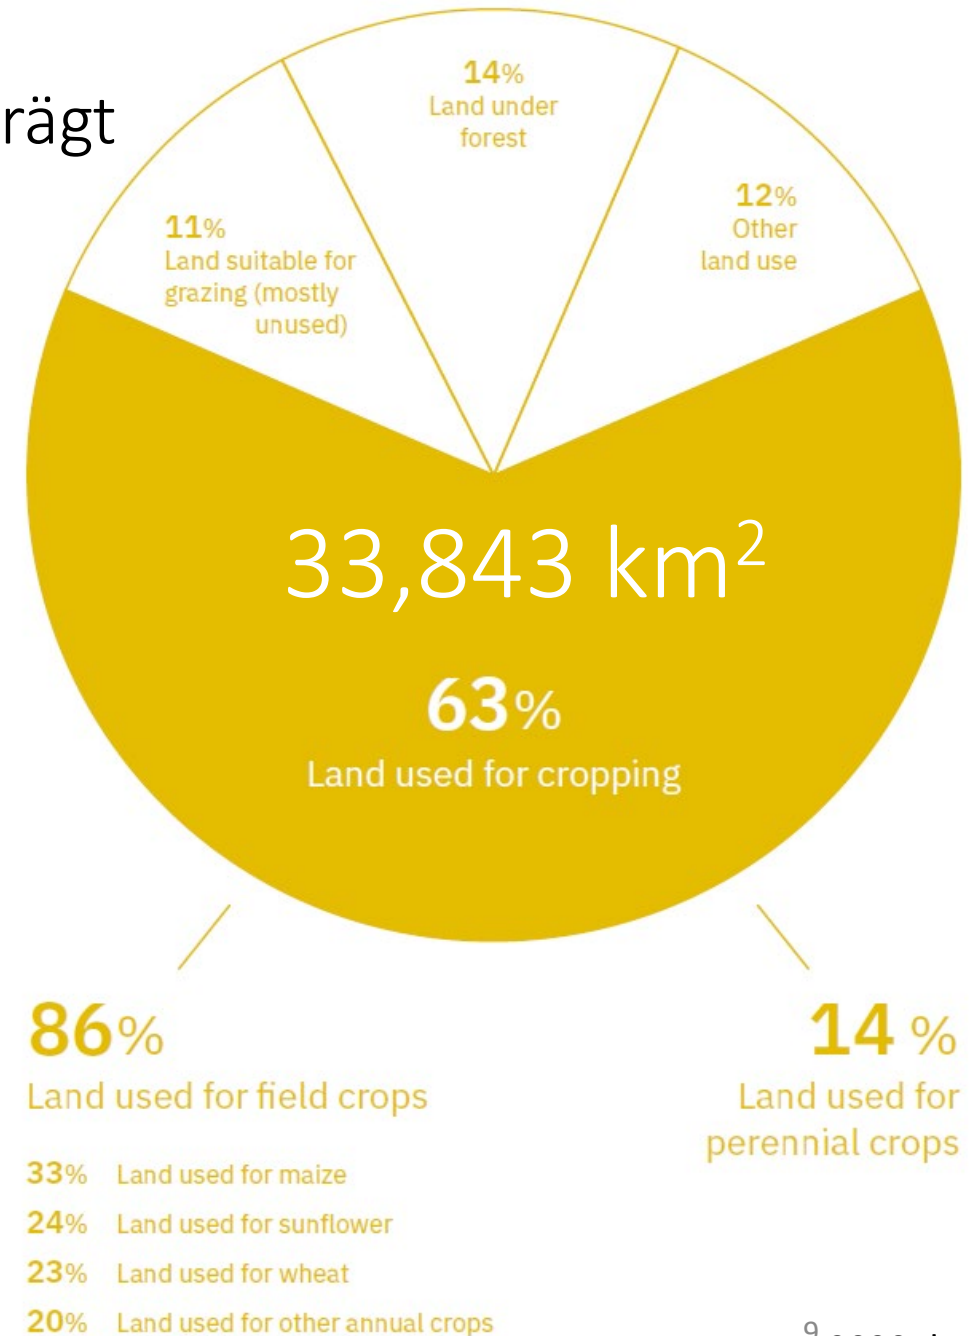 rägt
14%
Land under
forest
12%
Other
land use
11%
Land suitable for
grazing (mostly
unused)
33,843 km²
63%
Land used for cropping
86%
Land used for field crops
33% Land used for maize
24% Land used for sunflower
23% Land used for wheat
20% Land used for other annual crops
14 %
Land used for
perennial crops
9